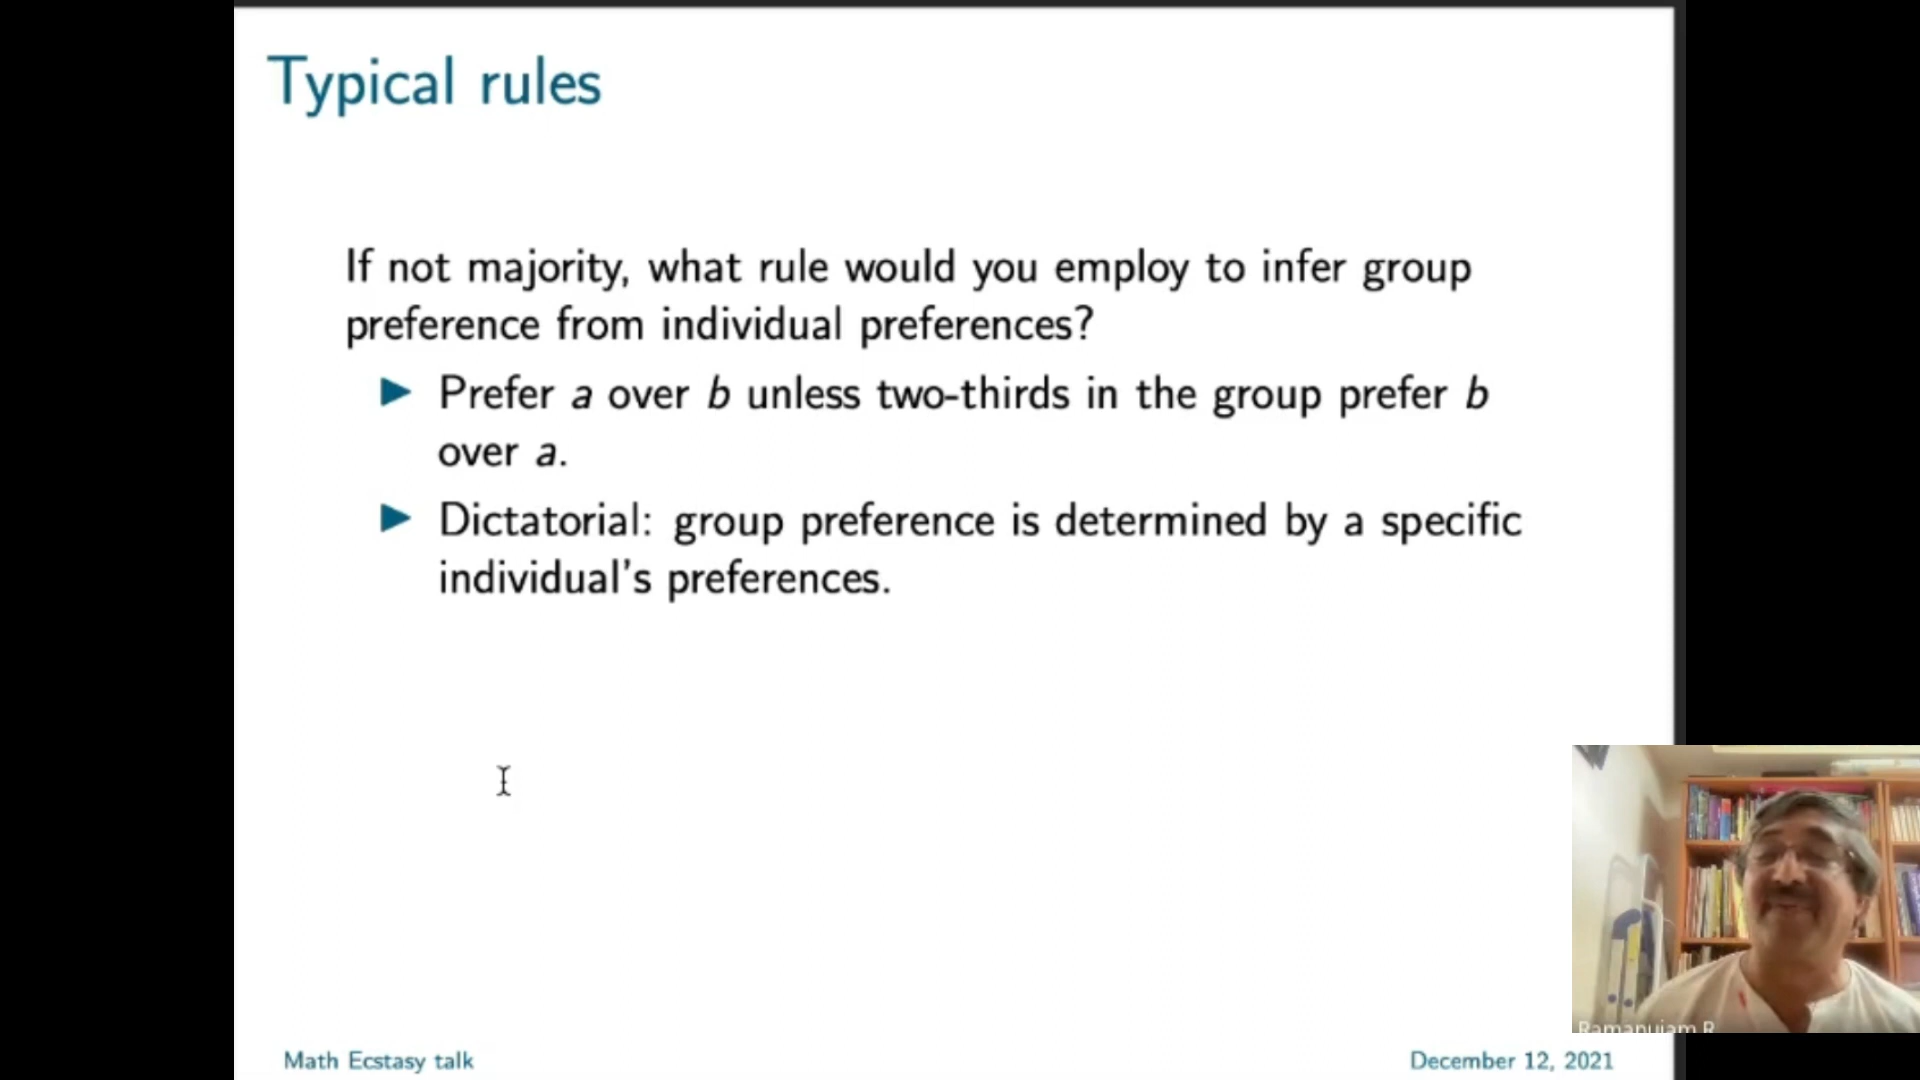 Typical rules
If not majority, what rule would you employ to infer group
preference from individual preferences?
▶ Prefer a over b unless two-thirds in the group prefer b
over a.
▶ Dictatorial: group preference is determined by a specific
individual's preferences.
Ramanujam R
Math Ecstasy talk
December 12, 2021